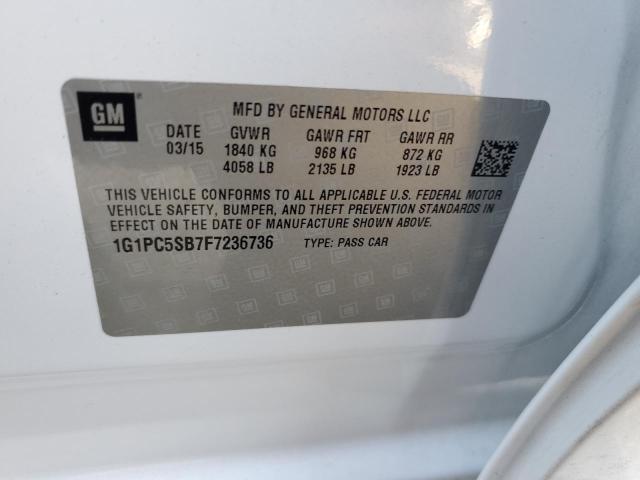 GM
MFD BY GENERAL MOTORS LLC
DATE GVWR GAWR FRT GAWR RR
03/15 1840 KG 968 KG 872 KG
4058 LB 2135 LB 1923 LB
THIS VEHICLE CONFORMS TO ALL APPLICABLE U.S. FEDERAL MOTOR
VEHICLE SAFETY, BUMPER, AND THEFT PREVENTION STANDARDS IN
EFFECT ON THE DATE OF MANUFACTURE SHOWN ABOVE.
1G1PC5SB7F7236736 TYPE: PASS CAR